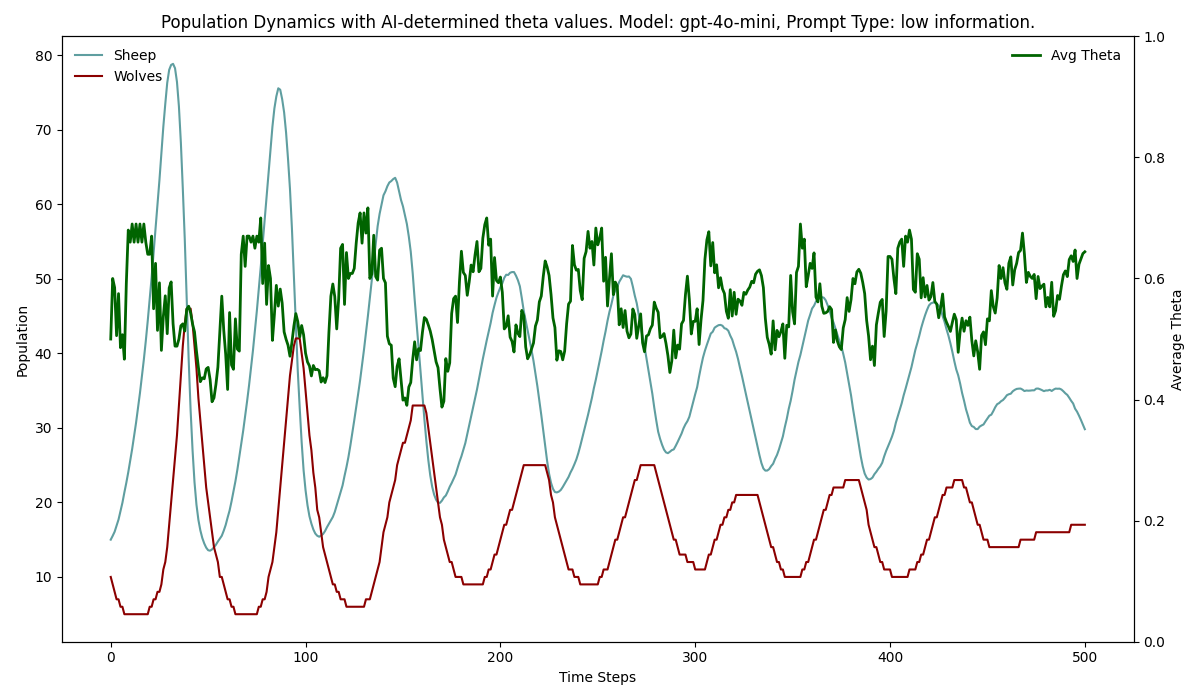 Population Dynamics with AI-determined theta values. Model: gpt-4o-mini, Prompt Type: low information.
Sheep
Wolves
Avg Theta
Population
80
70
60
50
40
30
20
10
1.0
0.8
0.6
0.4
0.2
0.0
Average Theta
0 100 200 300 400 500
Time Steps